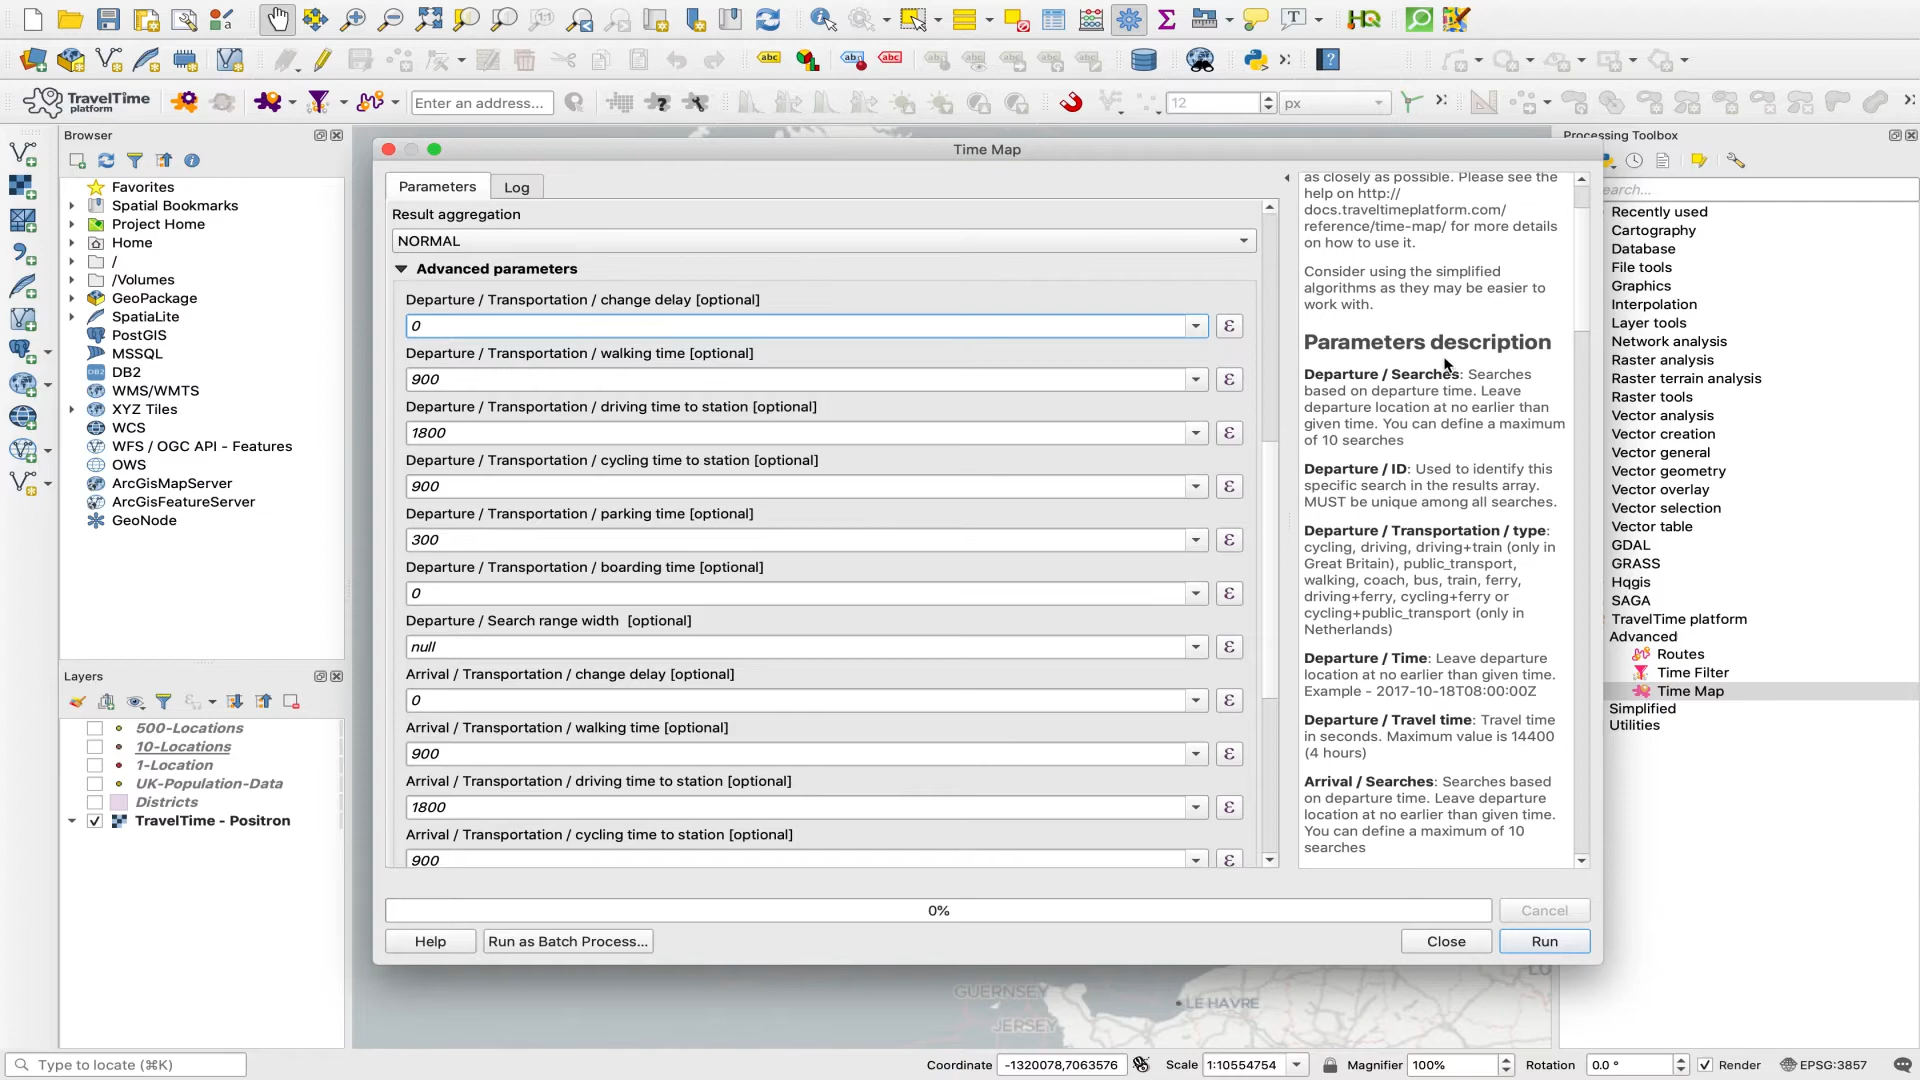 TravelTime
platform
Enter an address...
12
px
Browser
Favorites
Spatial Bookmarks
Project Home
Home
/
/Volumes
GeoPackage
SpatiaLite
PostGIS
MSSQL
DB2
WMS/WMTS
XYZ Tiles
WCS
WFS / OGC API - Features
OWS
ArcGisMapServer
ArcGisFeatureServer
GeoNode
Layers
500-Locations
10-Locations
1-Location
UK-Population-Data
Districts
TravelTime - Positron
Time Map
Parameters
Log
Result aggregation
NORMAL
Advanced parameters
Departure / Transportation / change delay [optional]
0
Departure / Transportation / walking time [optional]
900
Departure / Transportation / driving time to station [optional]
1800
Departure / Transportation / cycling time to station [optional]
900
Departure / Transportation / parking time [optional]
300
Departure / Transportation / boarding time [optional]
0
Departure / Search range width [optional]
null
Arrival / Transportation / change delay [optional]
0
Arrival / Transportation / walking time [optional]
900
Arrival / Transportation / driving time to station [optional]
1800
Arrival / Transportation / cycling time to station [optional]
900
as closely as possible. Please see the
help on http://
docs.traveltimeplatform.com/
reference/time-map/ for more details
on how to use it.
Consider using the simplified
algorithms as they may be easier to
work with.
Parameters description
Departure / Searches: Searches
based on departure time. Leave
departure location at no earlier than
given time. You can define a maximum
of 10 searches
Departure / ID: Used to identify this
specific search in the results array.
MUST be unique among all searches.
Departure / Transportation / type:
cycling, driving, driving+train (only in
Great Britain), public_transport,
walking, coach, bus, train, ferry,
driving+ferry, cycling+ferry or
cycling+public_transport (only in
Netherlands)
Departure / Time: Leave departure
location at no earlier than given time.
Example - 2017-10-18T08:00:00Z
Departure / Travel time: Travel time
in seconds. Maximum value is 14400
(4 hours)
Arrival / Searches: Searches based
on departure time. Leave departure
location at no earlier than given time.
You can define a maximum of 10
searches
0%
Cancel
Help
Run as Batch Process...
Close
Run
GUERNSEY
JERSEY
LE HAVRE
Processing Toolbox
earch...
Recently used
Cartography
Database
File tools
Graphics
Interpolation
Layer tools
Network analysis
Raster analysis
Raster terrain analysis
Raster tools
Vector analysis
Vector creation
Vector general
Vector geometry
Vector overlay
Vector selection
Vector table
GDAL
GRASS
Hqgis
SAGA
TravelTime platform
Advanced
Routes
Time Filter
Time Map
Simplified
Utilities
Type to locate (⌘K)
Coordinate
-1320078,7063576
Scale
1:10554754
Magnifier
100%
Rotation
0.0 °
Render
EPSG:3857